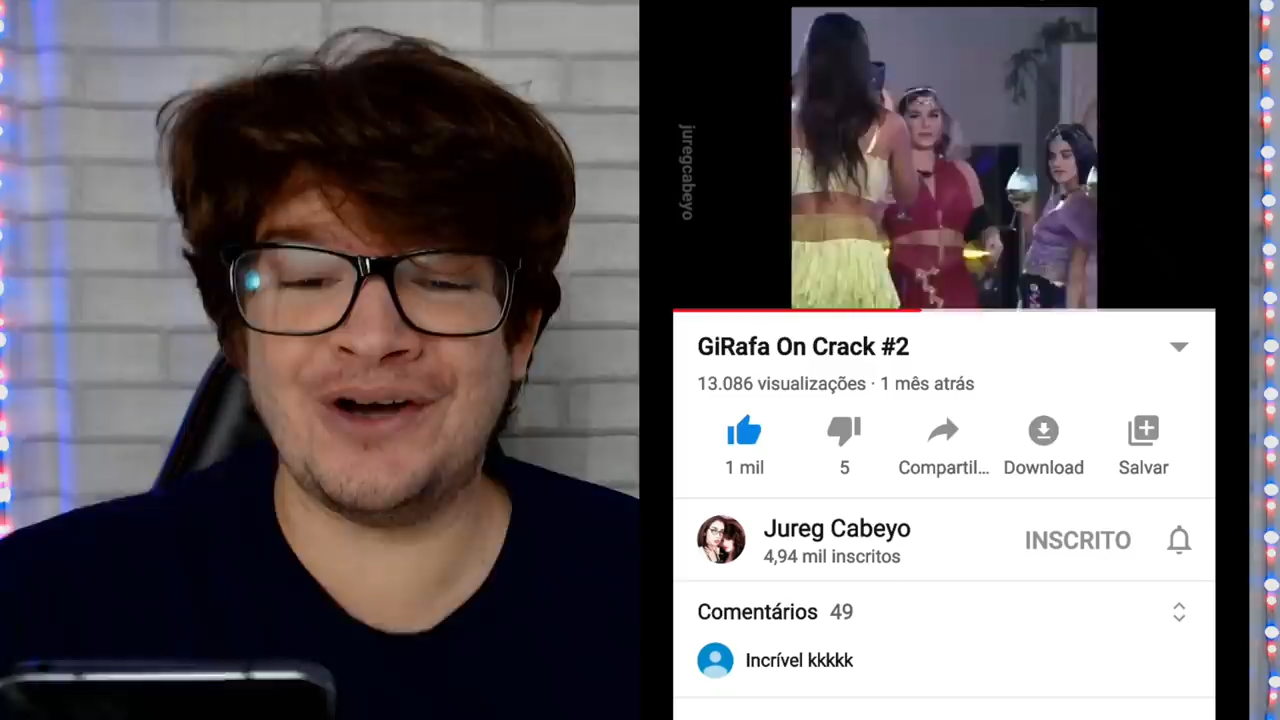 juregcabeyo
GiRafa On Crack #2
13.086 visualizações · 1 mês atrás
1 mil
5
Compartil...
Download
Salvar
Jureg Cabeyo
INSCRITO
4,94 mil inscritos
Comentários 49
Incrível kkkkk